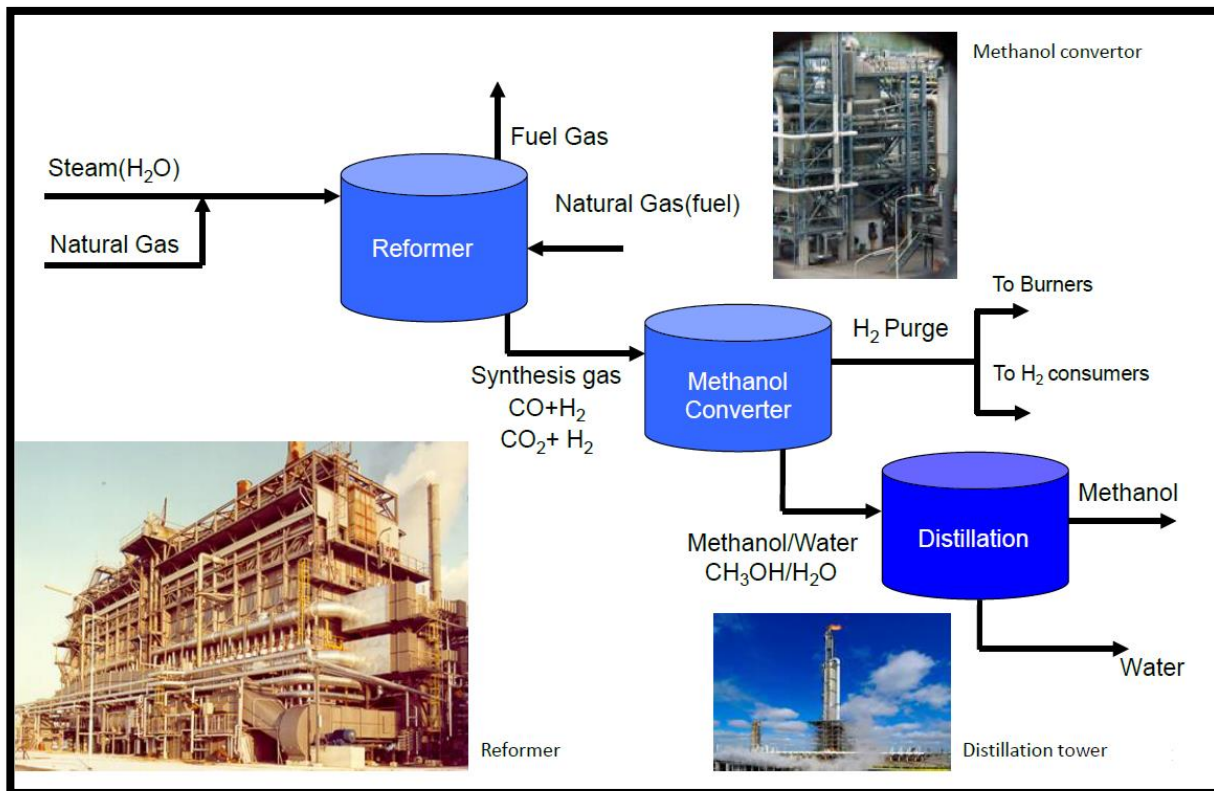 Methanol convertor
Fuel Gas
Steam(H₂O)
Natural Gas
Natural Gas(fuel)
Reformer
To Burners
H₂ Purge
To H₂ consumers
Synthesis gas
CO+H₂
CO₂+ H₂
Methanol
Converter
Methanol
Distillation
Methanol/Water
CH₃OH/H₂O
Water
Reformer
Distillation tower